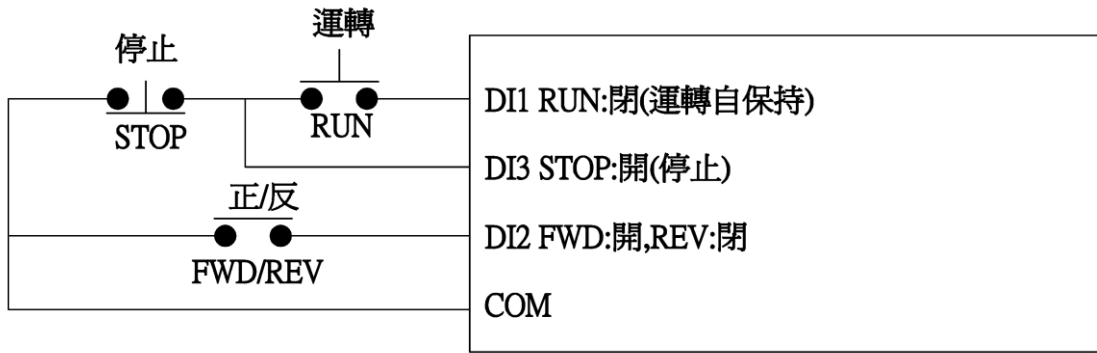 運轉
停止
DI1 RUN:閉(運轉自保持)
RUN
STOP
DI3 STOP:開(停止)
正/反
DI2 FWD:開,REV:閉
FWD/REV
COM